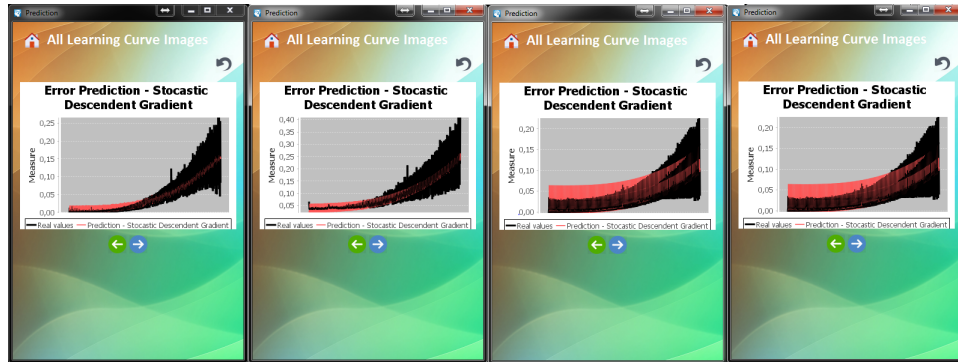 Prediction
All Learning Curve Images
Error Prediction - Stocastic
Descendent Gradient
Measure
0,25
0,20
0,15
0,10
0,05
0,00
Real values
Prediction - Stocastic Descendent Gradient
Prediction
All Learning Curve Images
Error Prediction - Stocastic
Descendent Gradient
Measure
0,40
0,35
0,30
0,25
0,20
0,15
0,10
0,05
Real values
Prediction - Stocastic Descendent Gradient
Prediction
All Learning Curve Images
Error Prediction - Stocastic
Descendent Gradient
Measure
0,20
0,15
0,10
0,05
,00
Real values
Prediction - Stocastic Descendent Gradient
Prediction
All Learning Curve Images
Error Prediction - Stocastic
Descendent Gradient
Measure
0,20
0,15
0,10
0,05
,00
Real values
Prediction - Stocastic Descendent Gradient